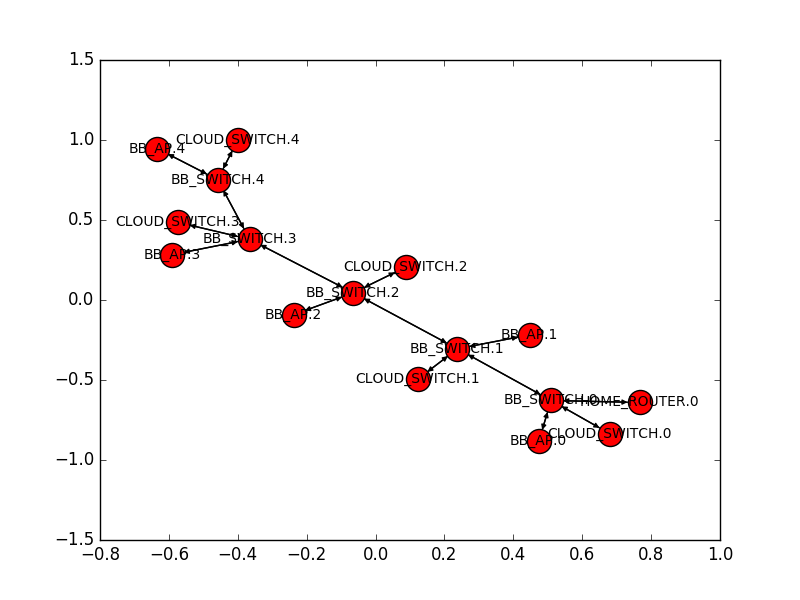 1.5
1.0
0.5
0.0
−0.5
−1.0
−1.5
CLOUD_SWITCH.4
BB_AP.4
BB_SWITCH.4
CLOUD_SWITCH.3
BB_SWITCH.3
BB_AP.3
CLOUD_SWITCH.2
BB_SWITCH.2
BB_AP.2
BB_AP.1
BB_SWITCH.1
CLOUD_SWITCH.1
BB_SWITCH.0
HOME_ROUTER.0
CLOUD_SWITCH.0
BB_AP.0
−0.8 −0.6 −0.4 −0.2 0.0 0.2 0.4 0.6 0.8 1.0